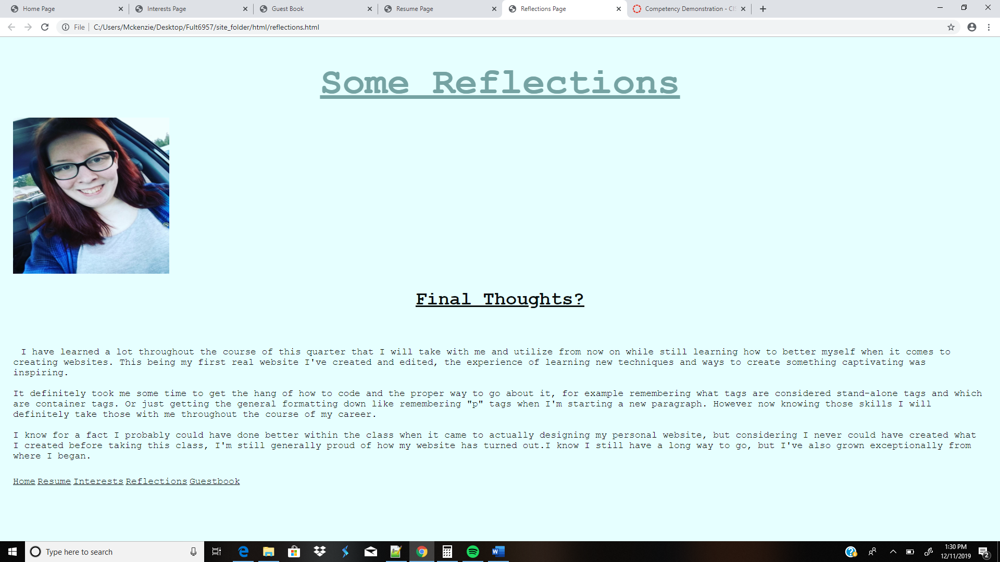 Home Page
Interests Page
Guest Book
Resume Page
Reflections Page
Competency Demonstration - CIS
File
C:/Users/Mckenzie/Desktop/Fult6957/site_folder/html/reflections.html
Some Reflections
Final Thoughts?
I have learned a lot throughout the course of this quarter that I will take with me and utilize from now on while still learning how to better myself when it comes to
creating websites. This being my first real website I've created and edited, the experience of learning new techniques and ways to create something captivating was
inspiring.
It definitely took me some time to get the hang of how to code and the proper way to go about it, for example remembering what tags are considered stand-alone tags and which
are container tags. Or just getting the general formatting down like remembering "p" tags when I'm starting a new paragraph. However now knowing those skills I will
definitely take those with me throughout the course of my career.
I know for a fact I probably could have done better within the class when it came to actually designing my personal website, but considering I never could have created what
I created before taking this class, I'm still generally proud of how my website has turned out.I know I still have a long way to go, but I've also grown exceptionally from
where I began.
Home Resume Interests Reflections Guestbook
Type here to search
1:30 PM
12/11/2019
2